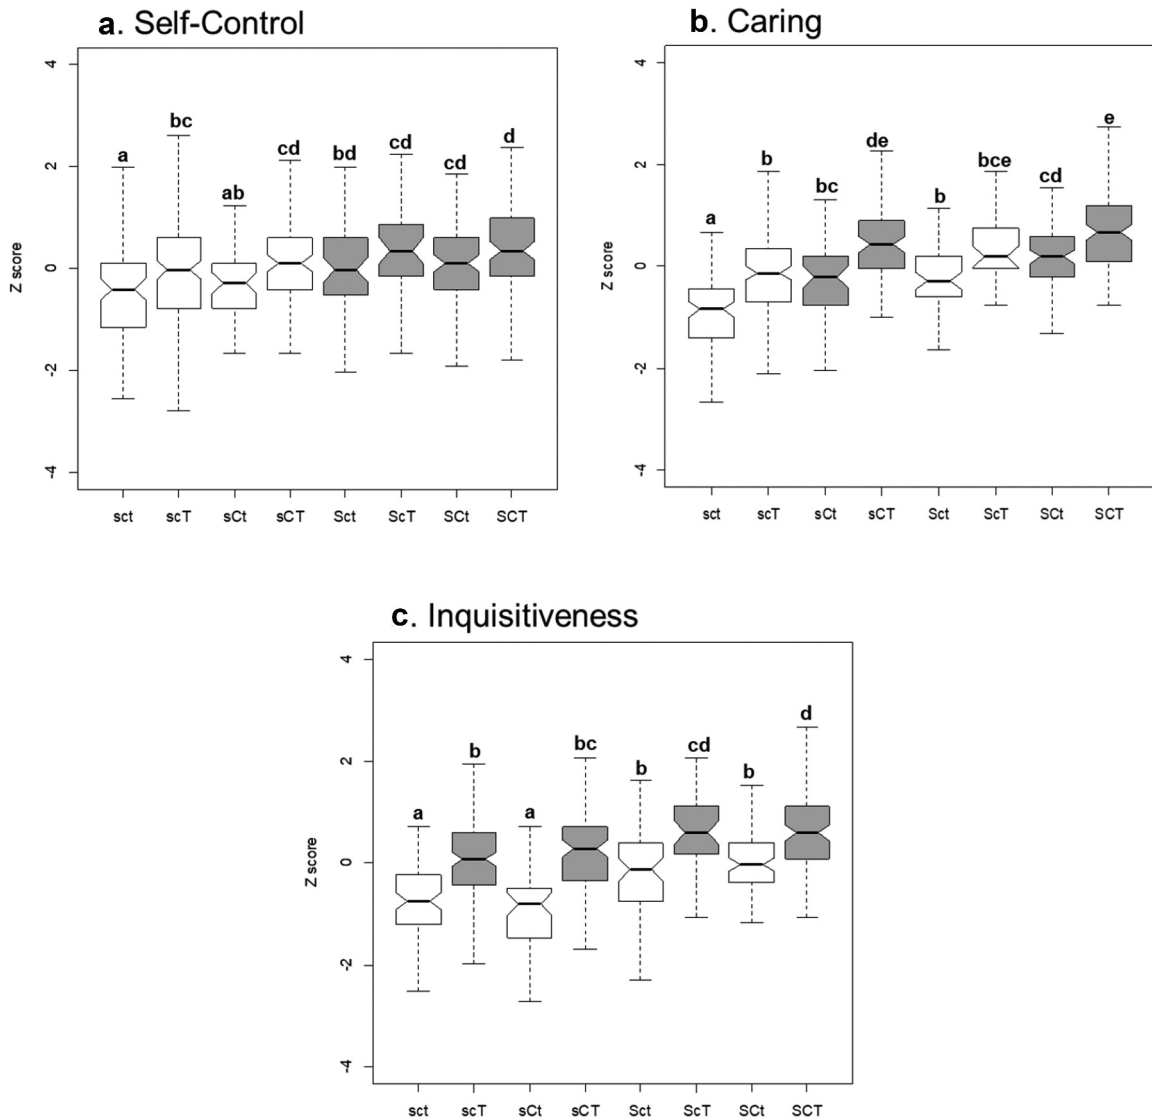 a. Self-Control
4
2
0
-2
-4
Z score
a
bc
ab
cd
bd
cd
cd
d
sct
scT
sCt
sCT
Sct
ScT
SCt
SCT
b. Caring
4
2
0
-2
-4
Z score
a
b
bc
de
b
bce
cd
e
sct
scT
sCt
sCT
Sct
ScT
SCt
SCT
c. Inquisitiveness
4
2
0
-2
-4
Z score
a
b
a
bc
b
cd
b
d
sct
scT
sCt
sCT
Sct
ScT
SCt
SCT